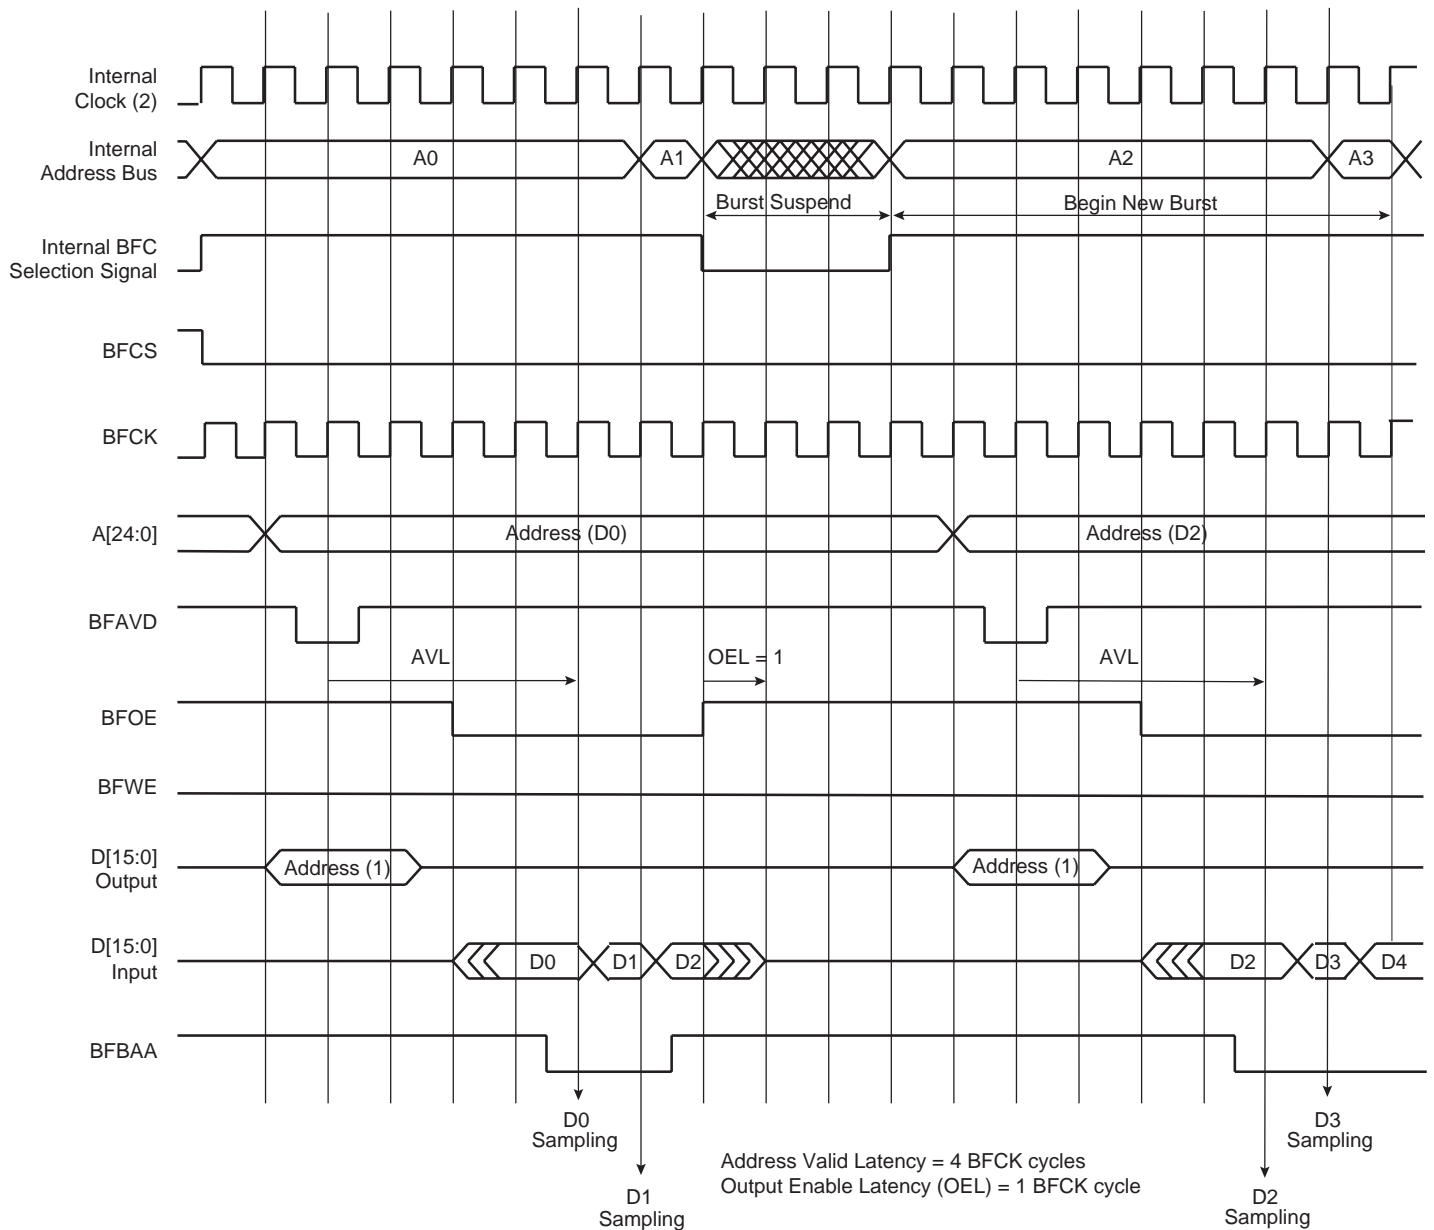 Internal
Clock (2)
Internal
Address Bus
A0
A1
A2
A3
Burst Suspend
Begin New Burst
Internal BFC
Selection Signal
BFCS
BFCK
A[24:0]
Address (D0)
Address (D2)
BFAVD
AVL
OEL = 1
AVL
BFOE
BFWE
D[15:0]
Output
Address (1)
Address (1)
D[15:0]
Input
D0
D1
D2
D2
D3
D4
BFBAA
D0
Sampling
D3
Sampling
Address Valid Latency = 4 BFCK cycles
Output Enable Latency (OEL) = 1 BFCK cycle
D1
Sampling
D2
Sampling